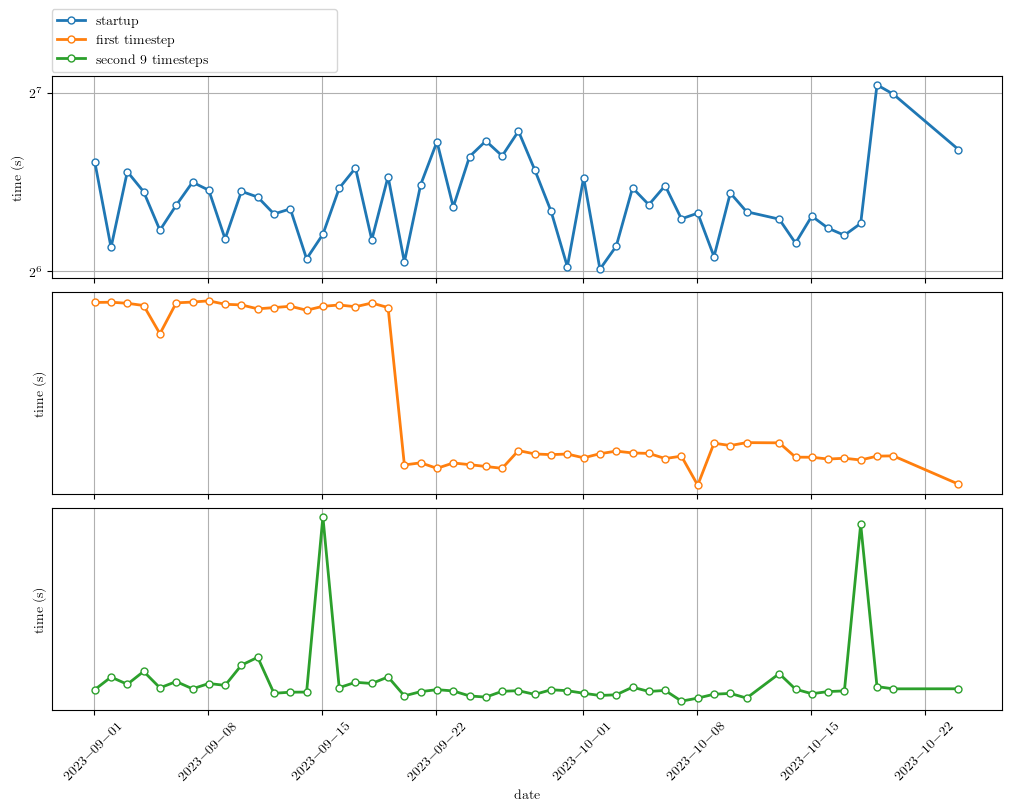 startup
first timestep
second 9 timesteps
2^7
time (s)
2^6
time (s)
time (s)
2023−09−01
2023−09−08
2023−09−15
2023−09−22
2023−10−01
2023−10−08
2023−10−15
2023−10−22
date